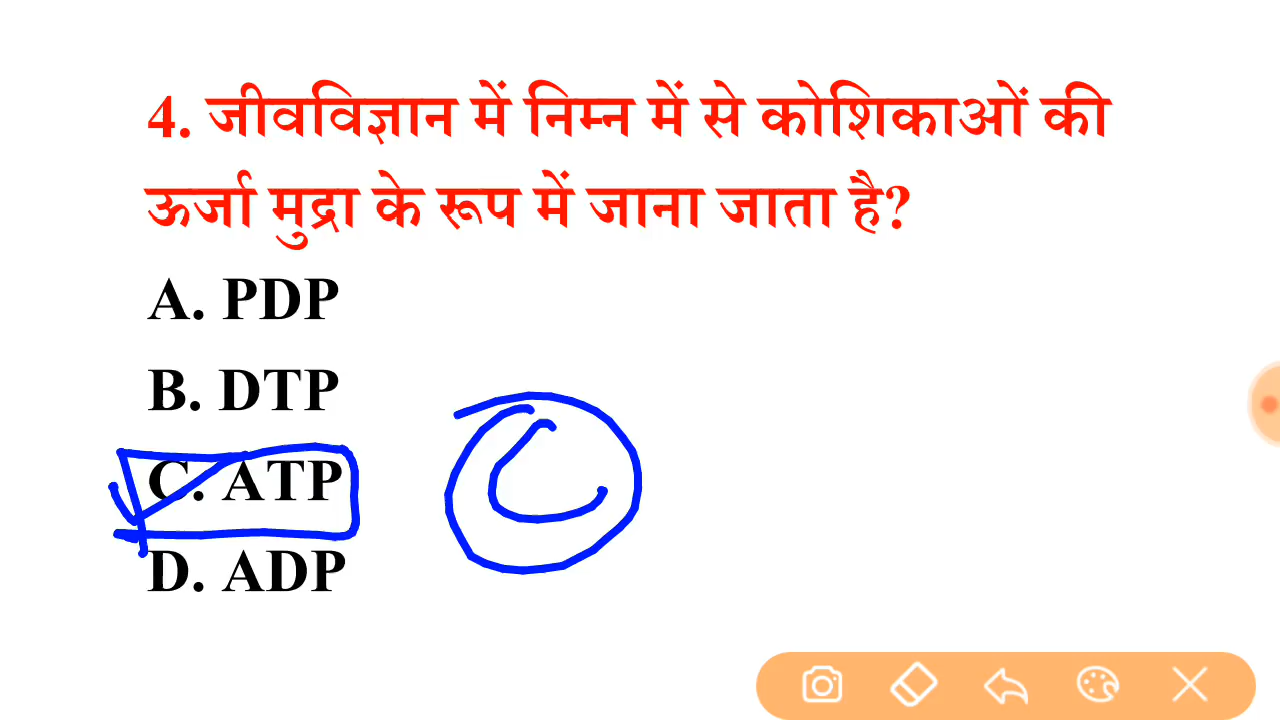 4. जीवविज्ञान में निम्न में से कोशिकाओं की
ऊर्जा मुद्रा के रूप में जाना जाता है?
A. PDP
B. DTP
C. ATP
C
D. ADP